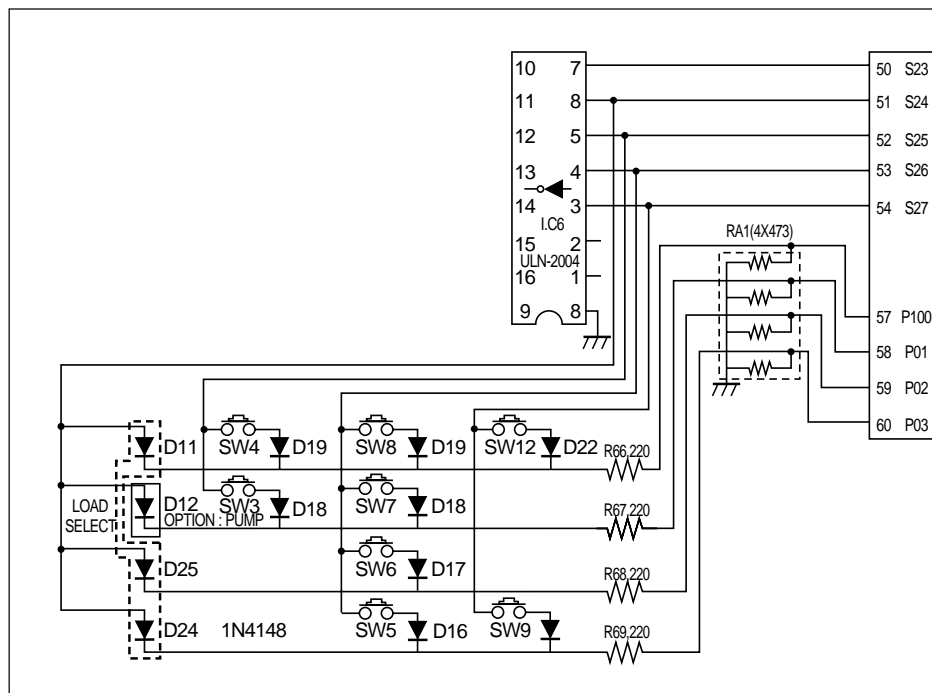 10 7 50 S23
11 8 51 S24
12 5 52 S25
13 4 53 S26
14 3 54 S27
I.C6
RA1(4X473)
15 2
ULN-2004
16 1
9 8
57 P100
58 P01
59 P02
60 P03
D11 SW4 D19 SW8 D19 SW12 D22 R66,220
LOAD
SELECT
D12 SW3 D18 SW7 D18 R67,220
OPTION : PUMP
D25 SW6 D17 R68,220
D24 1N4148 SW5 D16 SW9 R69,220